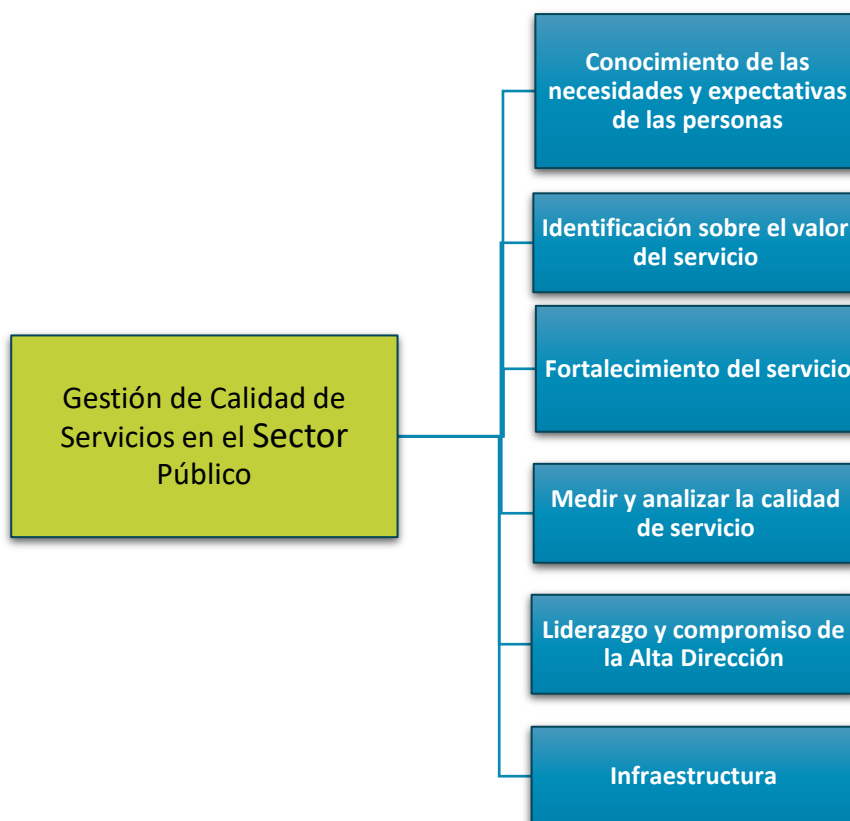 Conocimiento de las
necesidades y expectativas
de las personas
Identificación sobre el valor
del servicio
Fortalecimiento del servicio
Gestión de Calidad de
Servicios en el Sector
Público
Medir y analizar la calidad
de servicio
Liderazgo y compromiso de
la Alta Dirección
Infraestructura